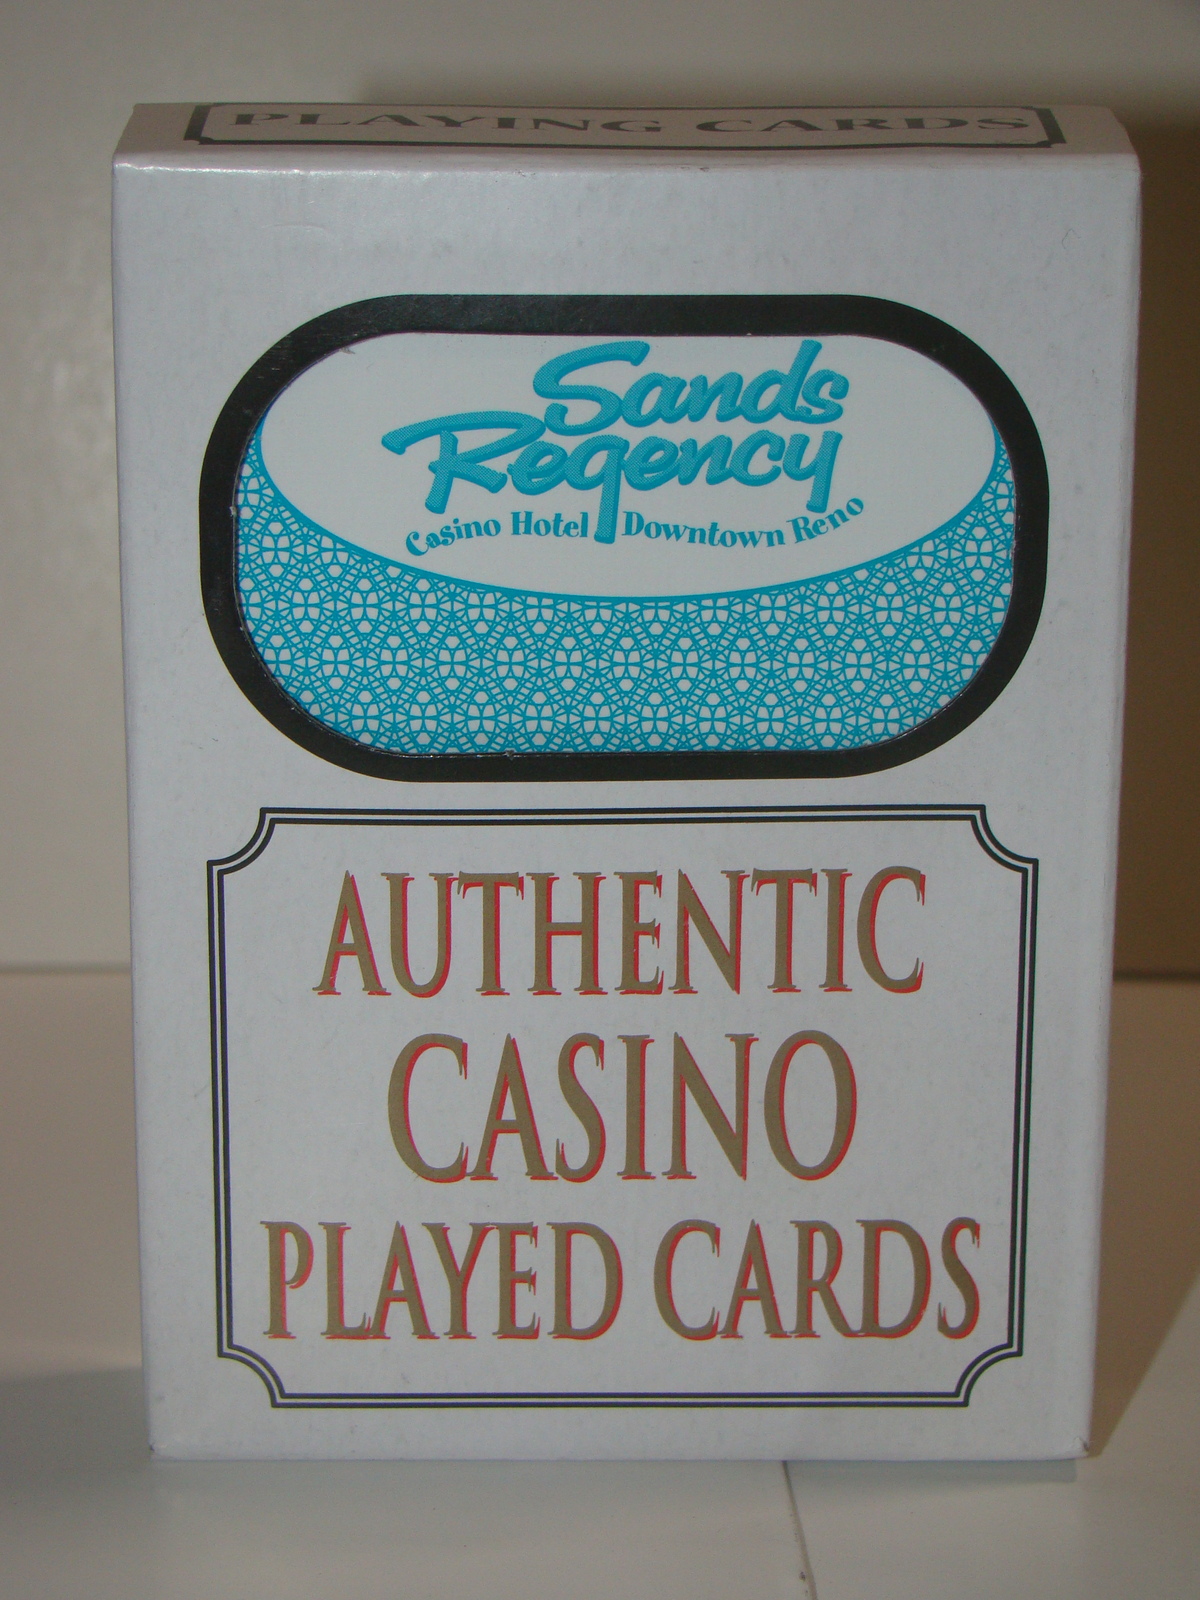 PLAYING CARDS
Sands
Regency
Casino Hotel Downtown Reno
AUTHENTIC
CASINO
PLAYED CARDS